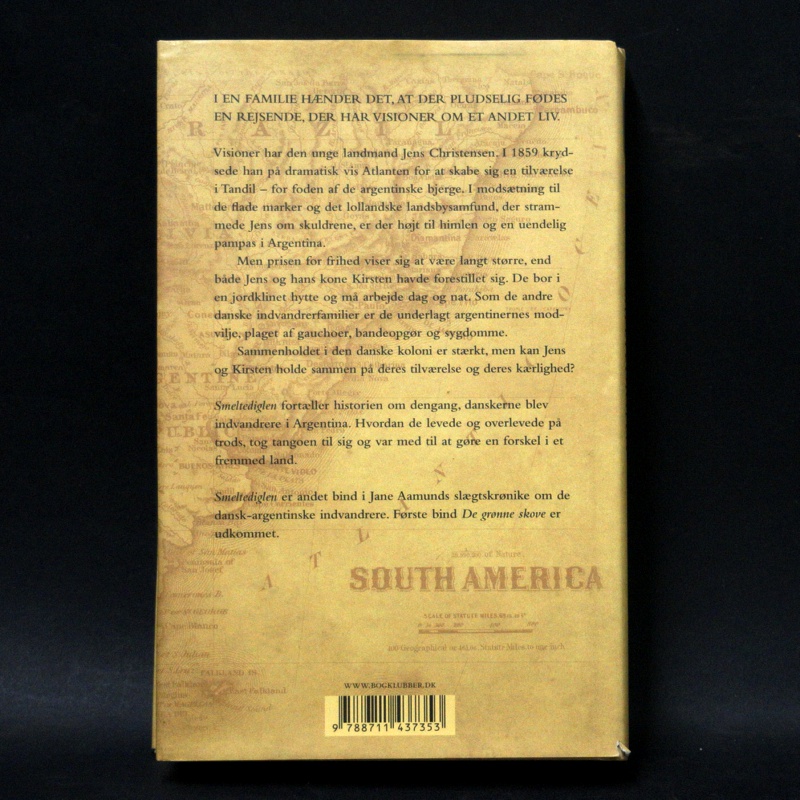 I EN FAMILIE HÆNDER DET, AT DER PLUDSELIG FØDES
EN REJSENDE, DER HAR VISIONER OM ET ANDET LIV.
Visioner har den unge landmand Jens Christensen. I 1859 kryd-
sede han på dramatisk vis Atlanten for at skabe sig en tilværelse
i Tandil – for foden af de argentinske bjerge. I modsætning til
de flade marker og det lollandske landsbysamfund, der stram-
mede Jens om skuldrene, er der højt til himlen og en uendelig
pampas i Argentina.
Men prisen for frihed viser sig at være langt større, end
både Jens og hans kone Kirsten havde forestillet sig. De bor i
en jordklinet hytte og må arbejde dag og nat. Som de andre
danske indvandrerfamilier er de underlagt argentinernes mod-
vilje, plaget af gauchoer, bandeopgør og sygdomme.
Sammenholdet i den danske koloni er stærkt, men kan Jens
og Kirsten holde sammen på deres tilværelse og deres kærlighed?
Smeltediglen fortæller historien om dengang, danskerne blev
indvandrere i Argentina. Hvordan de levede og overlevede på
trods, tog tangoen til sig og var med til at gøre en forskel i et
fremmed land.
Smeltediglen er andet bind i Jane Aamunds slægtskrønike om de
dansk-argentinske indvandrere. Første bind De grønne skove er
udkommet.
SOUTH AMERICA
SCALE OF STATUTE MILES
FALKLAND IS.
East Falkland
WWW.BOGKLUBBER.DK
9 788711 437353